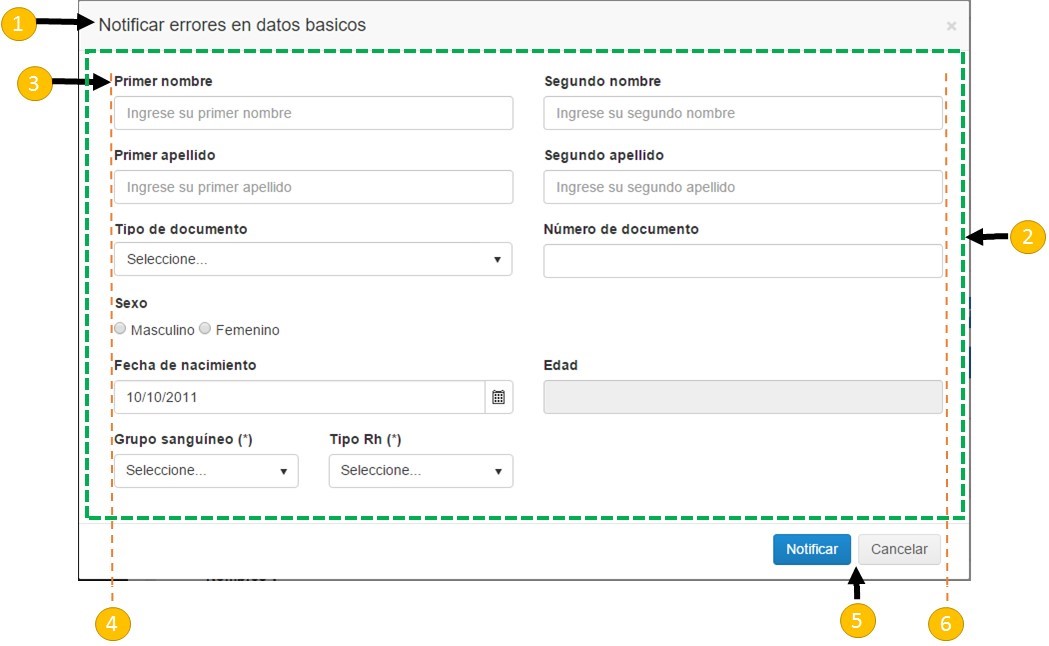 1
Notificar errores en datos basicos
×
3
Primer nombre
Segundo nombre
Ingrese su primer nombre
Ingrese su segundo nombre
Primer apellido
Segundo apellido
Ingrese su primer apellido
Ingrese su segundo apellido
Tipo de documento
Número de documento
2
Seleccione...
Sexo
Masculino Femenino
Fecha de nacimiento
Edad
10/10/2011
Grupo sanguíneo (*)
Tipo Rh (*)
Seleccione...
Seleccione...
Notificar
Cancelar
4
5
6